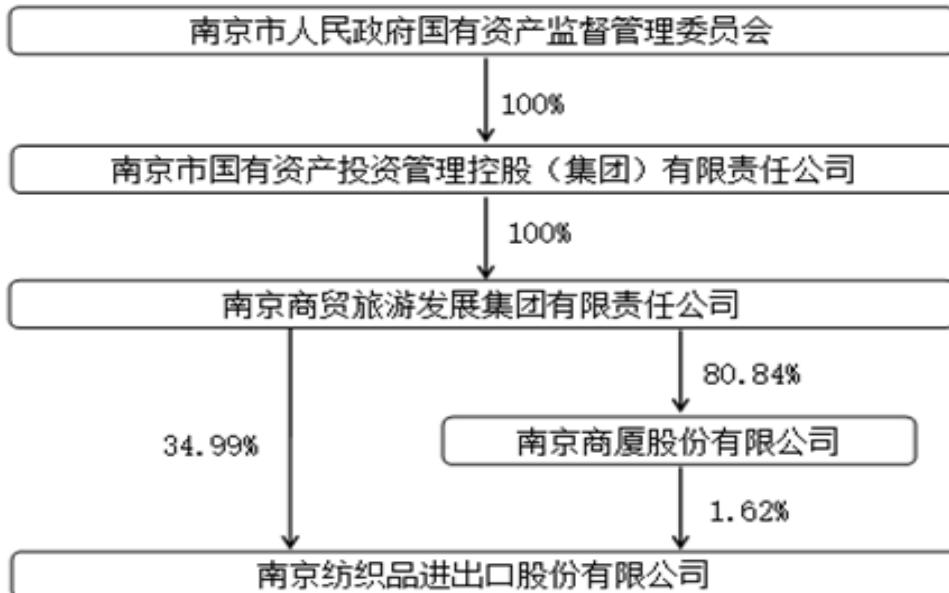 南京市人民政府国有资产监督管理委员会
100%
南京市国有资产投资管理控股（集团）有限责任公司
100%
南京商贸旅游发展集团有限责任公司
80.84%
34.99%
南京商厦股份有限公司
1.62%
南京纺织品进出口股份有限公司